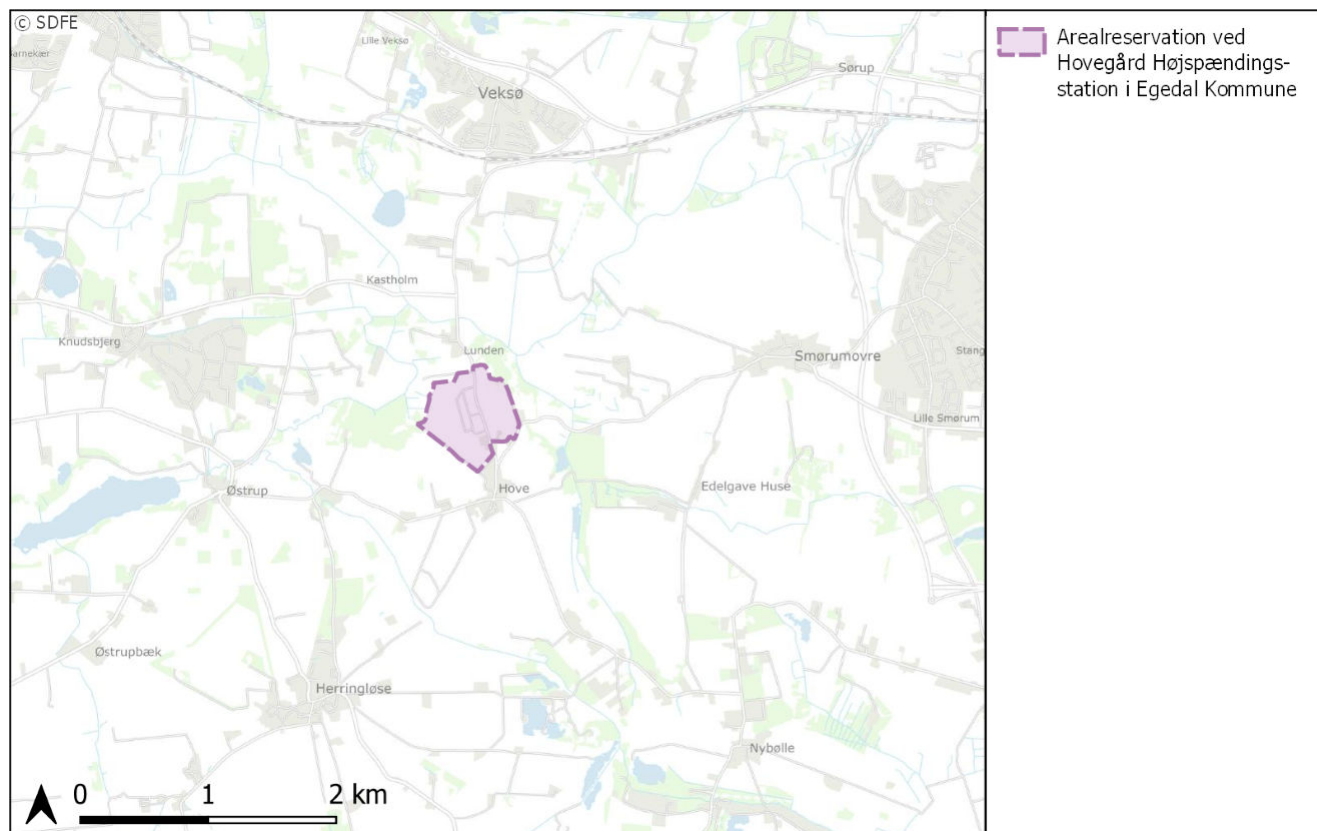 © SDFE
Lille Veksø
Veksø
Sørup
Kastholm
Knudsbjerg
Lunden
Smørumovre
Stang
Lille Smørum
Østrup
Hove
Edelgave Huse
Østrupbæk
Herringløse
Nybølle
0 1 2 km
Arealreservation ved
Hovegård Højspændings-
station i Egedal Kommune